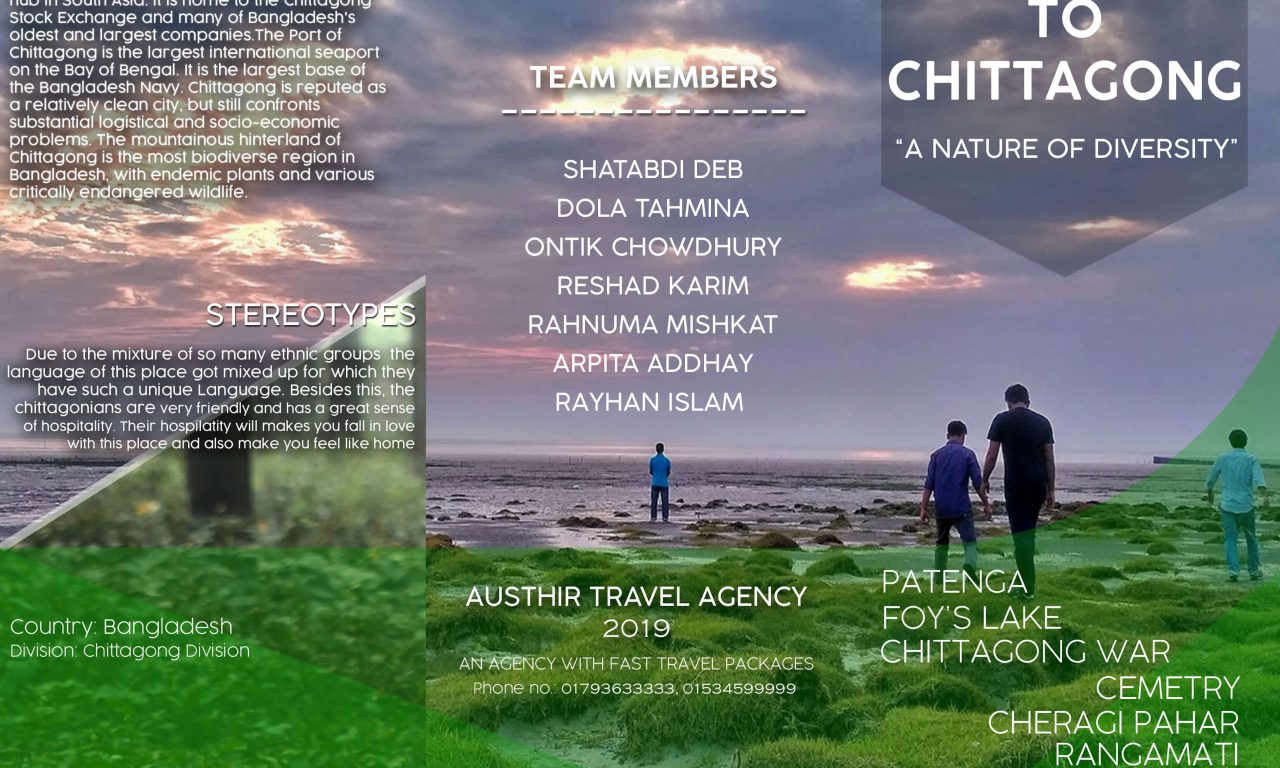 hub in South Asia. It is home to the Chittagong
Stock Exchange and many of Bangladesh's
oldest and largest companies.The Port of
Chittagong is the largest international seaport
on the Bay of Bengal. It is the largest base of
the Bangladesh Navy. Chittagong is reputed as
a relatively clean city, but still confronts
substantial logistical and socio-economic
problems. The mountainous hinterland of
Chittagong is the most biodiverse region in
Bangladesh, with endemic plants and various
critically endangered wildlife.
STEREOTYPES
Due to the mixture of so many ethnic groups the
language of this place got mixed up for which they
have such a unique Language. Besides this, the
chittagonians are very friendly and has a great sense
of hospitality. Their hospilatity will makes you fall in love
with this place and also make you feel like home
Country: Bangladesh
Division: Chittagong Division
TEAM MEMBERS
SHATABDI DEB
DOLA TAHMINA
ONTIK CHOWDHURY
RESHAD KARIM
RAHNUMA MISHKAT
ARPITA ADDHAY
RAYHAN ISLAM
AUSTHIR TRAVEL AGENCY
2019
AN AGENCY WITH FAST TRAVEL PACKAGES
Phone no.: 01793633333, 01534599999
TO
CHITTAGONG
“A NATURE OF DIVERSITY”
PATENGA
FOY'S LAKE
CHITTAGONG WAR
CEMETRY
CHERAGI PAHAR
RANGAMATI